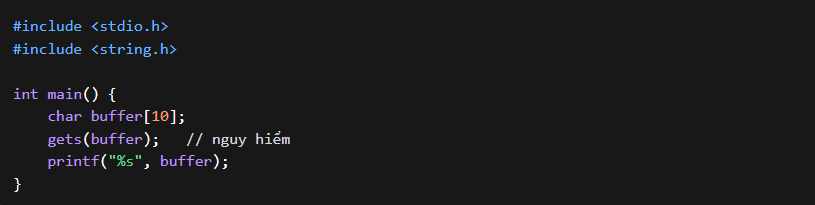 #include <stdio.h>
#include <string.h>

int main() {
    char buffer[10];
    gets(buffer);   // nguy hiểm
    printf("%s", buffer);
}